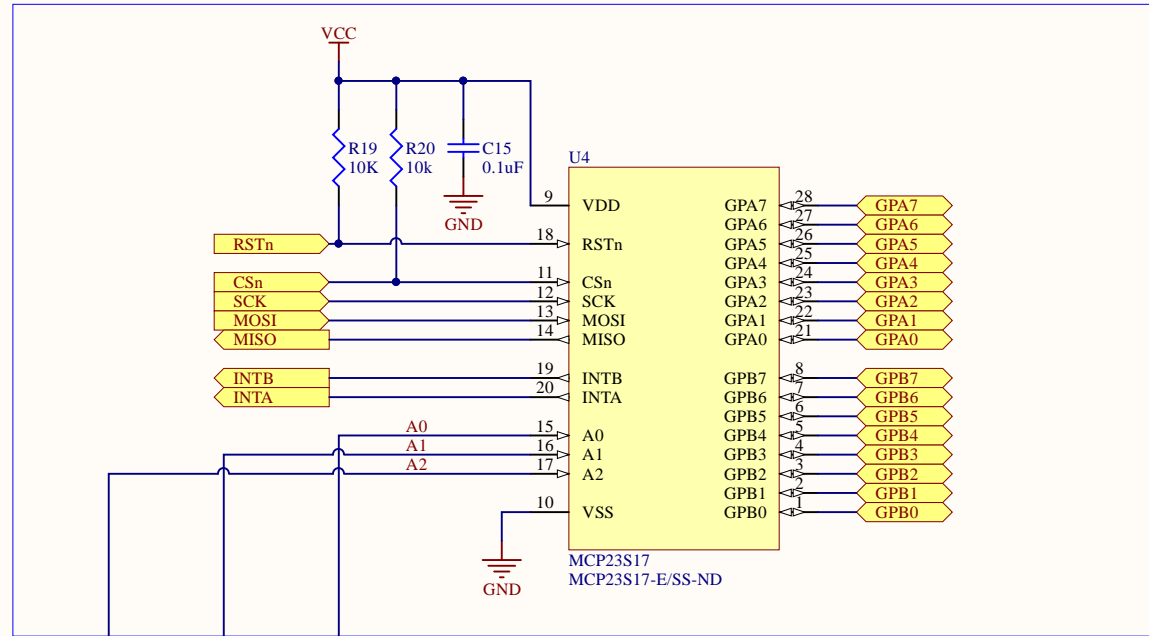 VCC
R19
10K
R20
10k
C15
0.1uF
GND
U4
9 VDD GPA7 28 GPA7
GPA6 27 GPA6
RSTn 18 RSTn GPA5 26 GPA5
GPA4 25 GPA4
CSn 11 CSn GPA3 24 GPA3
SCK 12 SCK GPA2 23 GPA2
MOSI 13 MOSI GPA1 22 GPA1
MISO 14 MISO GPA0 21 GPA0
INTB 19 INTB GPB7 8 GPB7
INTA 20 INTA GPB6 7 GPB6
GPB5 6 GPB5
A0 15 A0 GPB4 5 GPB4
A1 16 A1 GPB3 4 GPB3
A2 17 A2 GPB2 3 GPB2
GPB1 2 GPB1
10 VSS GPB0 1 GPB0
GND
MCP23S17
MCP23S17-E/SS-ND